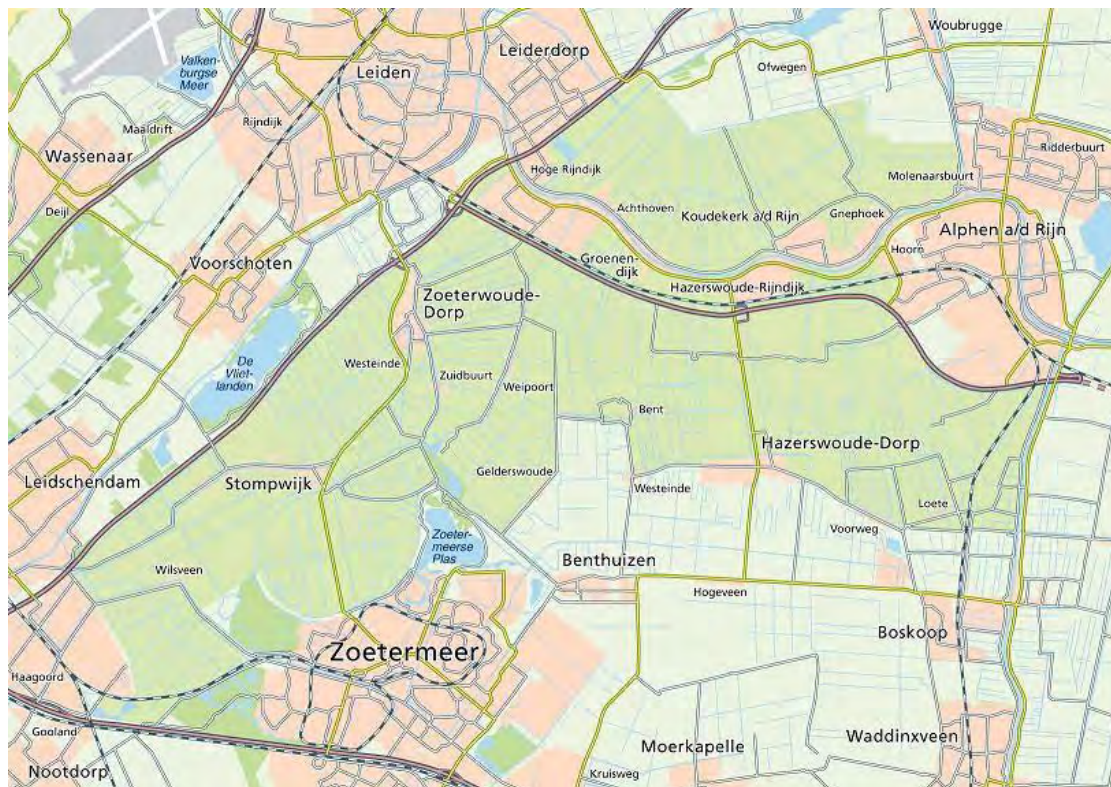 Woubrugge
Leiderdorp
Valken-
burgse
Meer
Leiden
Ofwegen
Rijndijk
Maaldrift
Wassenaar
Ridderbuurt
Hoge Rijndijk
Molenaarsbuurt
Deijl
Achthoven
Koudekerk a/d Rijn
Gnephoek
Alphen a/d Rijn
Hoorn
Voorschoten
Groenen-
dijk
Hazerswoude-Rijndijk
Zoeterwoude-
Dorp
De
Vliet-
landen
Westeinde
Zuidbuurt
Weipoort
Bent
Hazerswoude-Dorp
Gelderswoude
Leidschendam
Stompwijk
Westeinde
Loete
Voorweg
Zoeter-
meerse
Plas
Benthuizen
Wilsveen
Hogeveen
Boskoop
Zoetermeer
Haagoord
Gooland
Moerkapelle
Waddinxveen
Nootdorp
Kruisweg